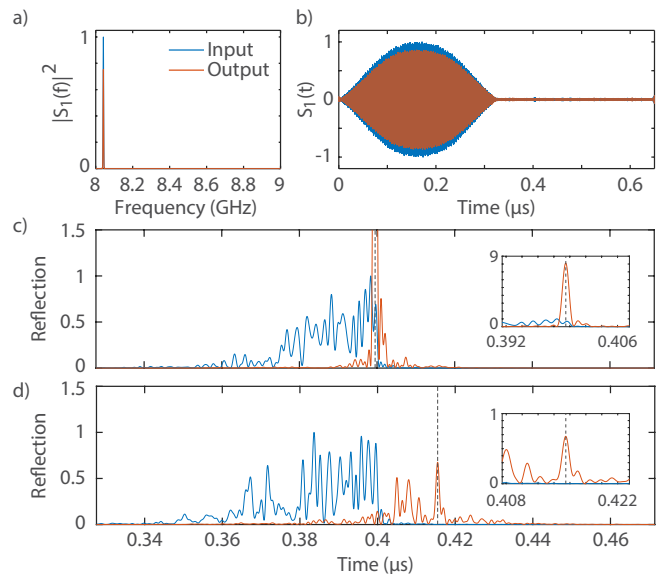 a)
1
|S₁(f)|²
0
8 8.2 8.4 8.6 8.8 9
Frequency (GHz)
Input
Output
b)
1
0
-1
S₁(t)
0 0.2 0.4 0.6
Time (μs)
c)
1.5
1
0.5
0
Reflection
9
0
0.392 0.406
d)
1.5
1
0.5
0
Reflection
1
0
0.408 0.422
0.34 0.36 0.38 0.4 0.42 0.44 0.46
Time (μs)